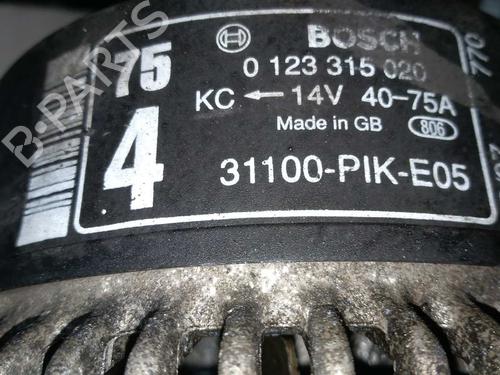 BOSCH
75
0 123 315 020
KC ← 14V 40-75A
Made in GB 806
4
31100-PIK-E05
770
B-PARTS